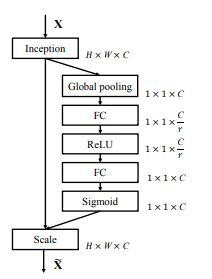 X
Inception
H × W × C
Global pooling
1 × 1 × C
FC
1 × 1 × C/r
ReLU
1 × 1 × C/r
FC
1 × 1 × C
Sigmoid
1 × 1 × C
Scale
H × W × C
X̃